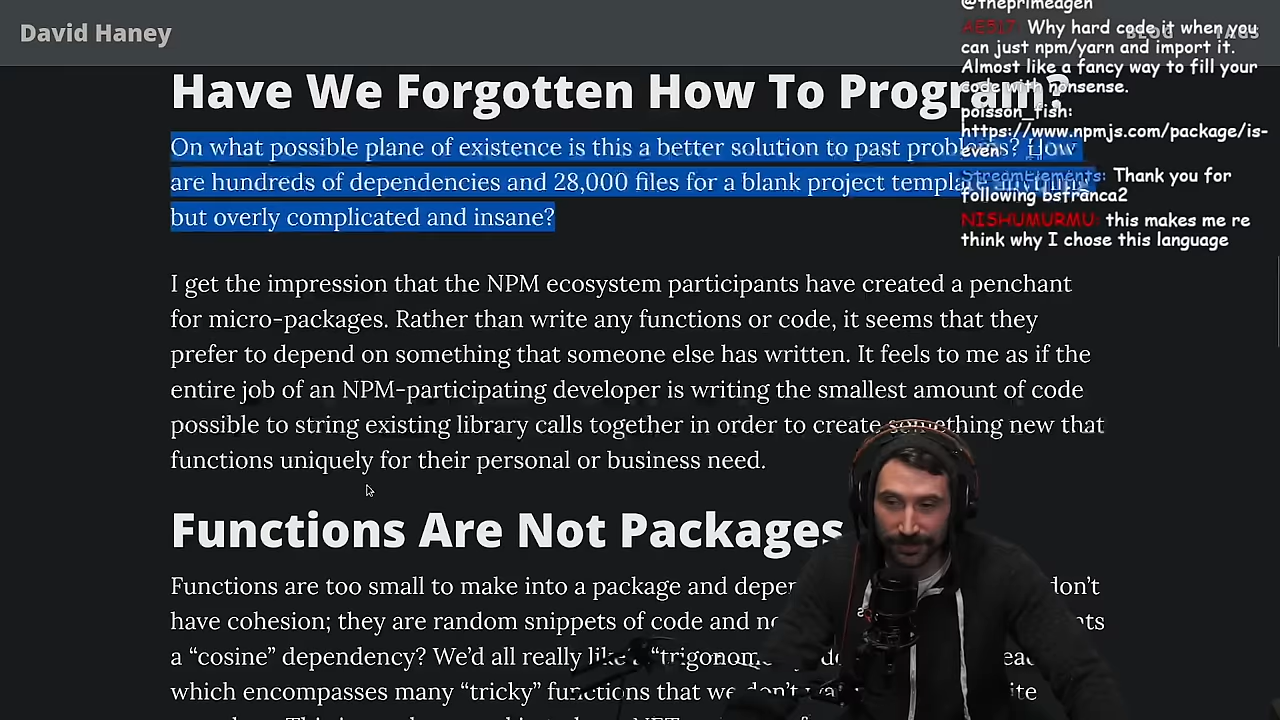 David Haney
BLOG
TAGS
Have We Forgotten How To Program?
On what possible plane of existence is this a better solution to past problems? How
are hundreds of dependencies and 28,000 files for a blank project template anything
but overly complicated and insane?
I get the impression that the NPM ecosystem participants have created a penchant
for micro-packages. Rather than write any functions or code, it seems that they
prefer to depend on something that someone else has written. It feels to me as if the
entire job of an NPM-participating developer is writing the smallest amount of code
possible to string existing library calls together in order to create something new that
functions uniquely for their personal or business need.
Functions Are Not Packages
Functions are too small to make into a package and don't
have cohesion; they are random snippets of code and
a “cosine” dependency? We'd all really like a
which encompasses many “tricky” functions that we don't
@theprimeagen
AE517: Why hard code it when you
can just npm/yarn and import it.
Almost like a fancy way to fill your
code with nonsense.
poisson_fish:
https://www.npmjs.com/package/is-
even
StreamElements: Thank you for
following bsfranca2
NISHUMURMU: this makes me re
think why I chose this language